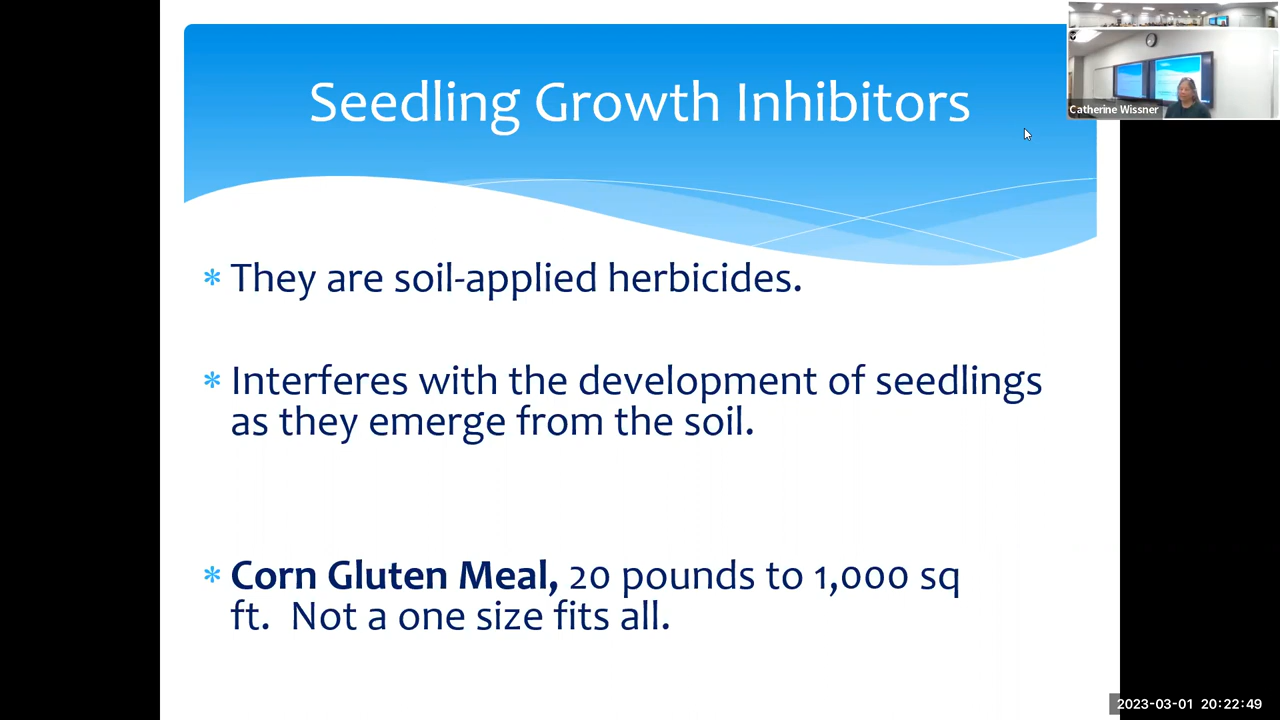 Seedling Growth Inhibitors
Catherine Wissner
* They are soil-applied herbicides.
* Interferes with the development of seedlings
as they emerge from the soil.
* Corn Gluten Meal, 20 pounds to 1,000 sq
ft.  Not a one size fits all.
2023-03-01 20:22:49